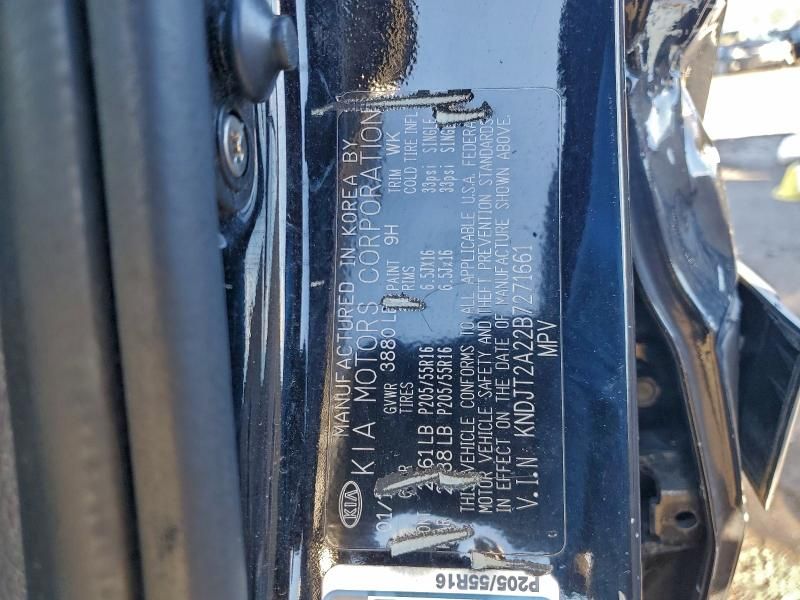 MANUFACTURED IN KOREA BY
KIA KIA MOTORS CORPORATION
01/ GVWR 3880 L PAINT 9H TRIM WK
TIRES RIMS COLD TIRE INFL
61LB P205/55R16 6.5JX16 33psi SINGLE
38LB P205/55R16 6.5JX16 33psi SINGLE
THIS VEHICLE CONFORMS TO ALL APPLICABLE U.S.A. FEDERAL
MOTOR VEHICLE SAFETY AND THEFT PREVENTION STANDARDS
IN EFFECT ON THE DATE OF MANUFACTURE SHOWN ABOVE.
V.I.N: KNDJT2A22B7271661
MPV
P205/55R16